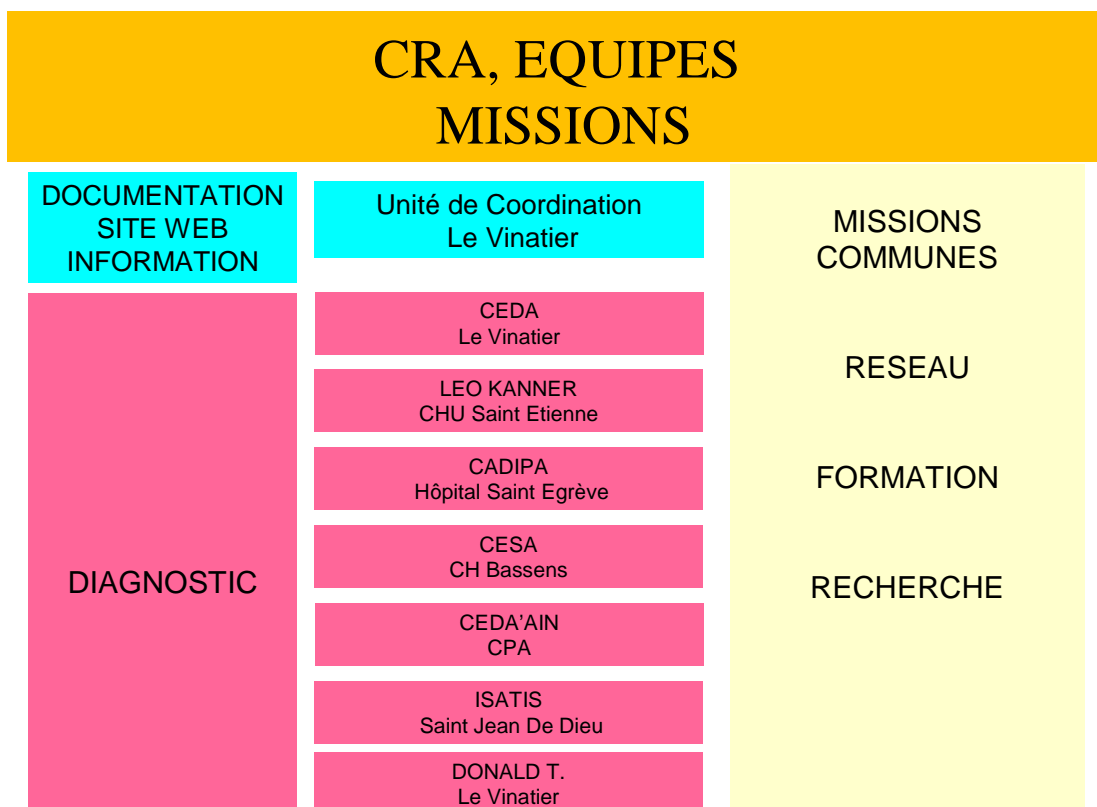 CRA, EQUIPES
MISSIONS
DOCUMENTATION
SITE WEB
INFORMATION
Unité de Coordination
Le Vinatier
DIAGNOSTIC
CEDA
Le Vinatier
LEO KANNER
CHU Saint Etienne
CADIPA
Hôpital Saint Egrève
CESA
CH Bassens
CEDA’AIN
CPA
ISATIS
Saint Jean De Dieu
DONALD T.
Le Vinatier
MISSIONS
COMMUNES
RESEAU
FORMATION
RECHERCHE